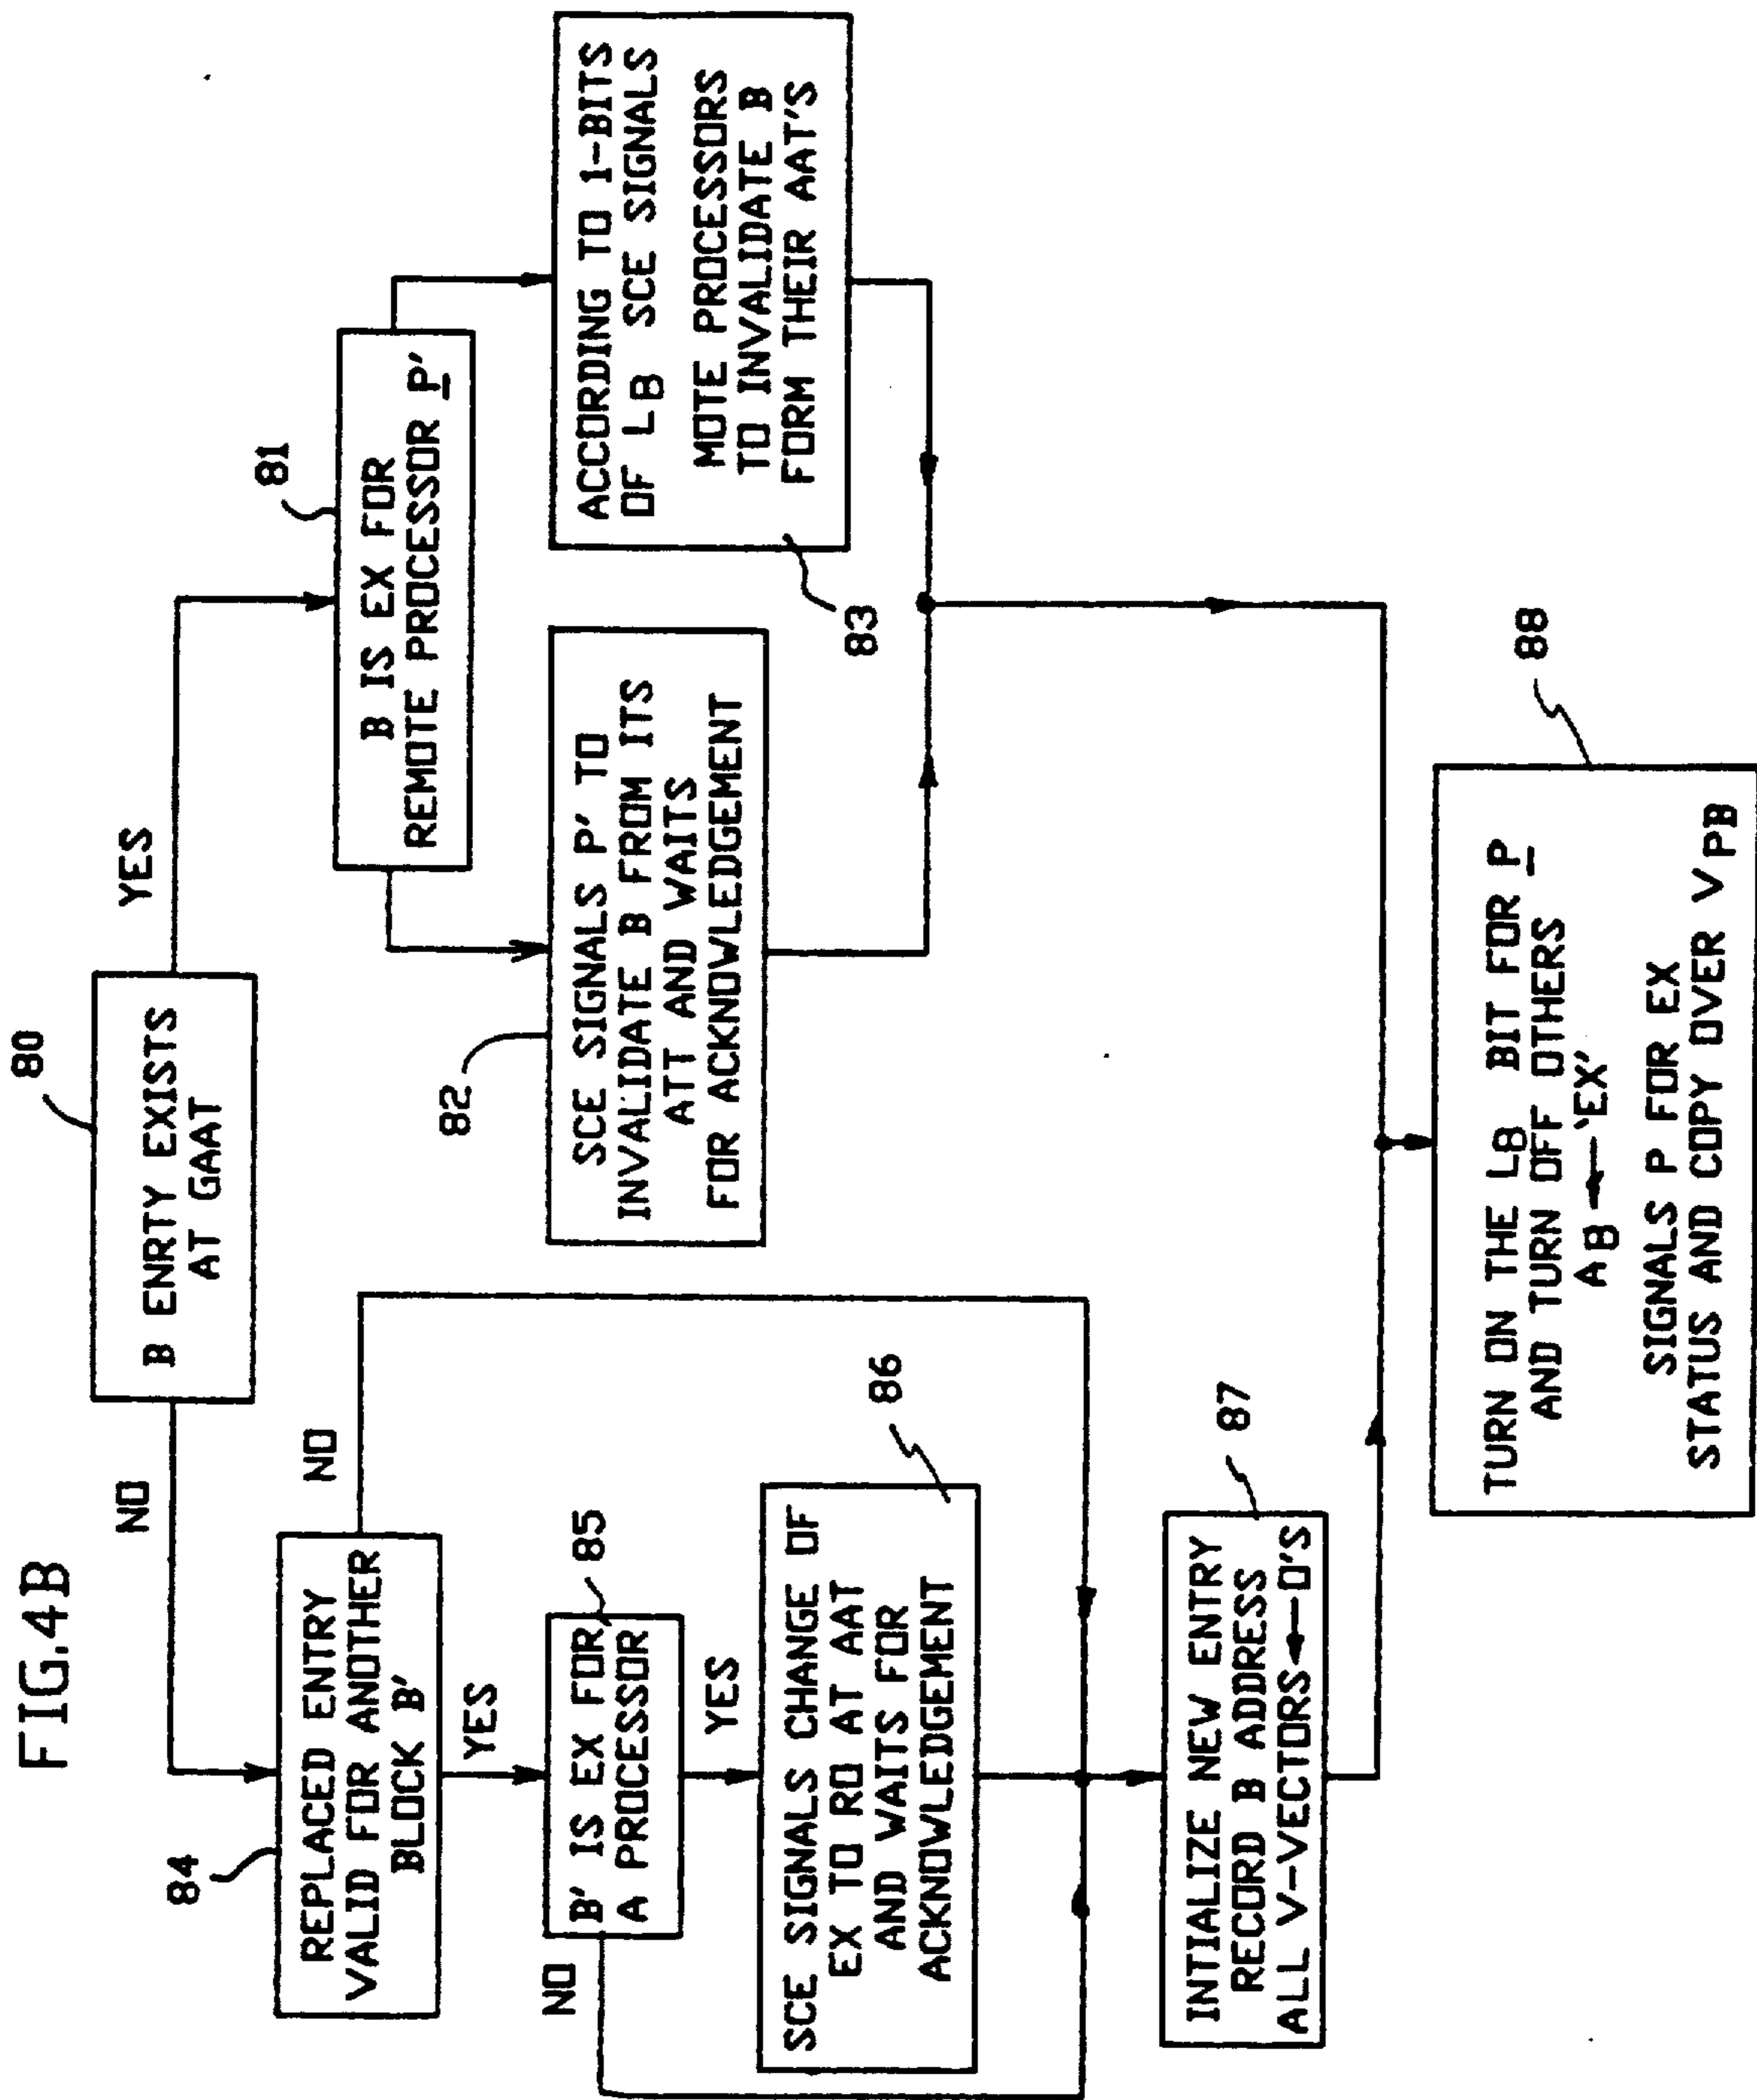 FIG.4B
80
B ENRTY EXISTS
AT GAAT
NO
YES
84
REPLACED ENTRY
VALID FOR ANOTHER
BLOCK B'
NO
YES
81
B IS EX FOR
REMOTE PROCESSOR P'
85
B' IS EX FOR
A PROCESSOR
NO
YES
82
SCE SIGNALS P' TO
INVALIDATE B FROM ITS
ATT AND WAITS
FOR ACKNOWLEDGEMENT
ACCORDING TO 1-BITS
OF LB SCE SIGNALS
MOTE PROCESSORS
TO INVALIDATE B
FORM THEIR AAT'S
83
86
SCE SIGNALS CHANGE OF
EX TO RO AT AAT
AND WAITS FOR
ACKNOWLEDGEMENT
87
INTIALIZE NEW ENTRY
RECORD B ADDRESS
ALL V-VECTORS←0'S
88
TURN ON THE LB BIT FOR P
AND TURN OFF OTHERS
AB←'EX'
SIGNALS P FOR EX
STATUS AND COPY OVER VPB